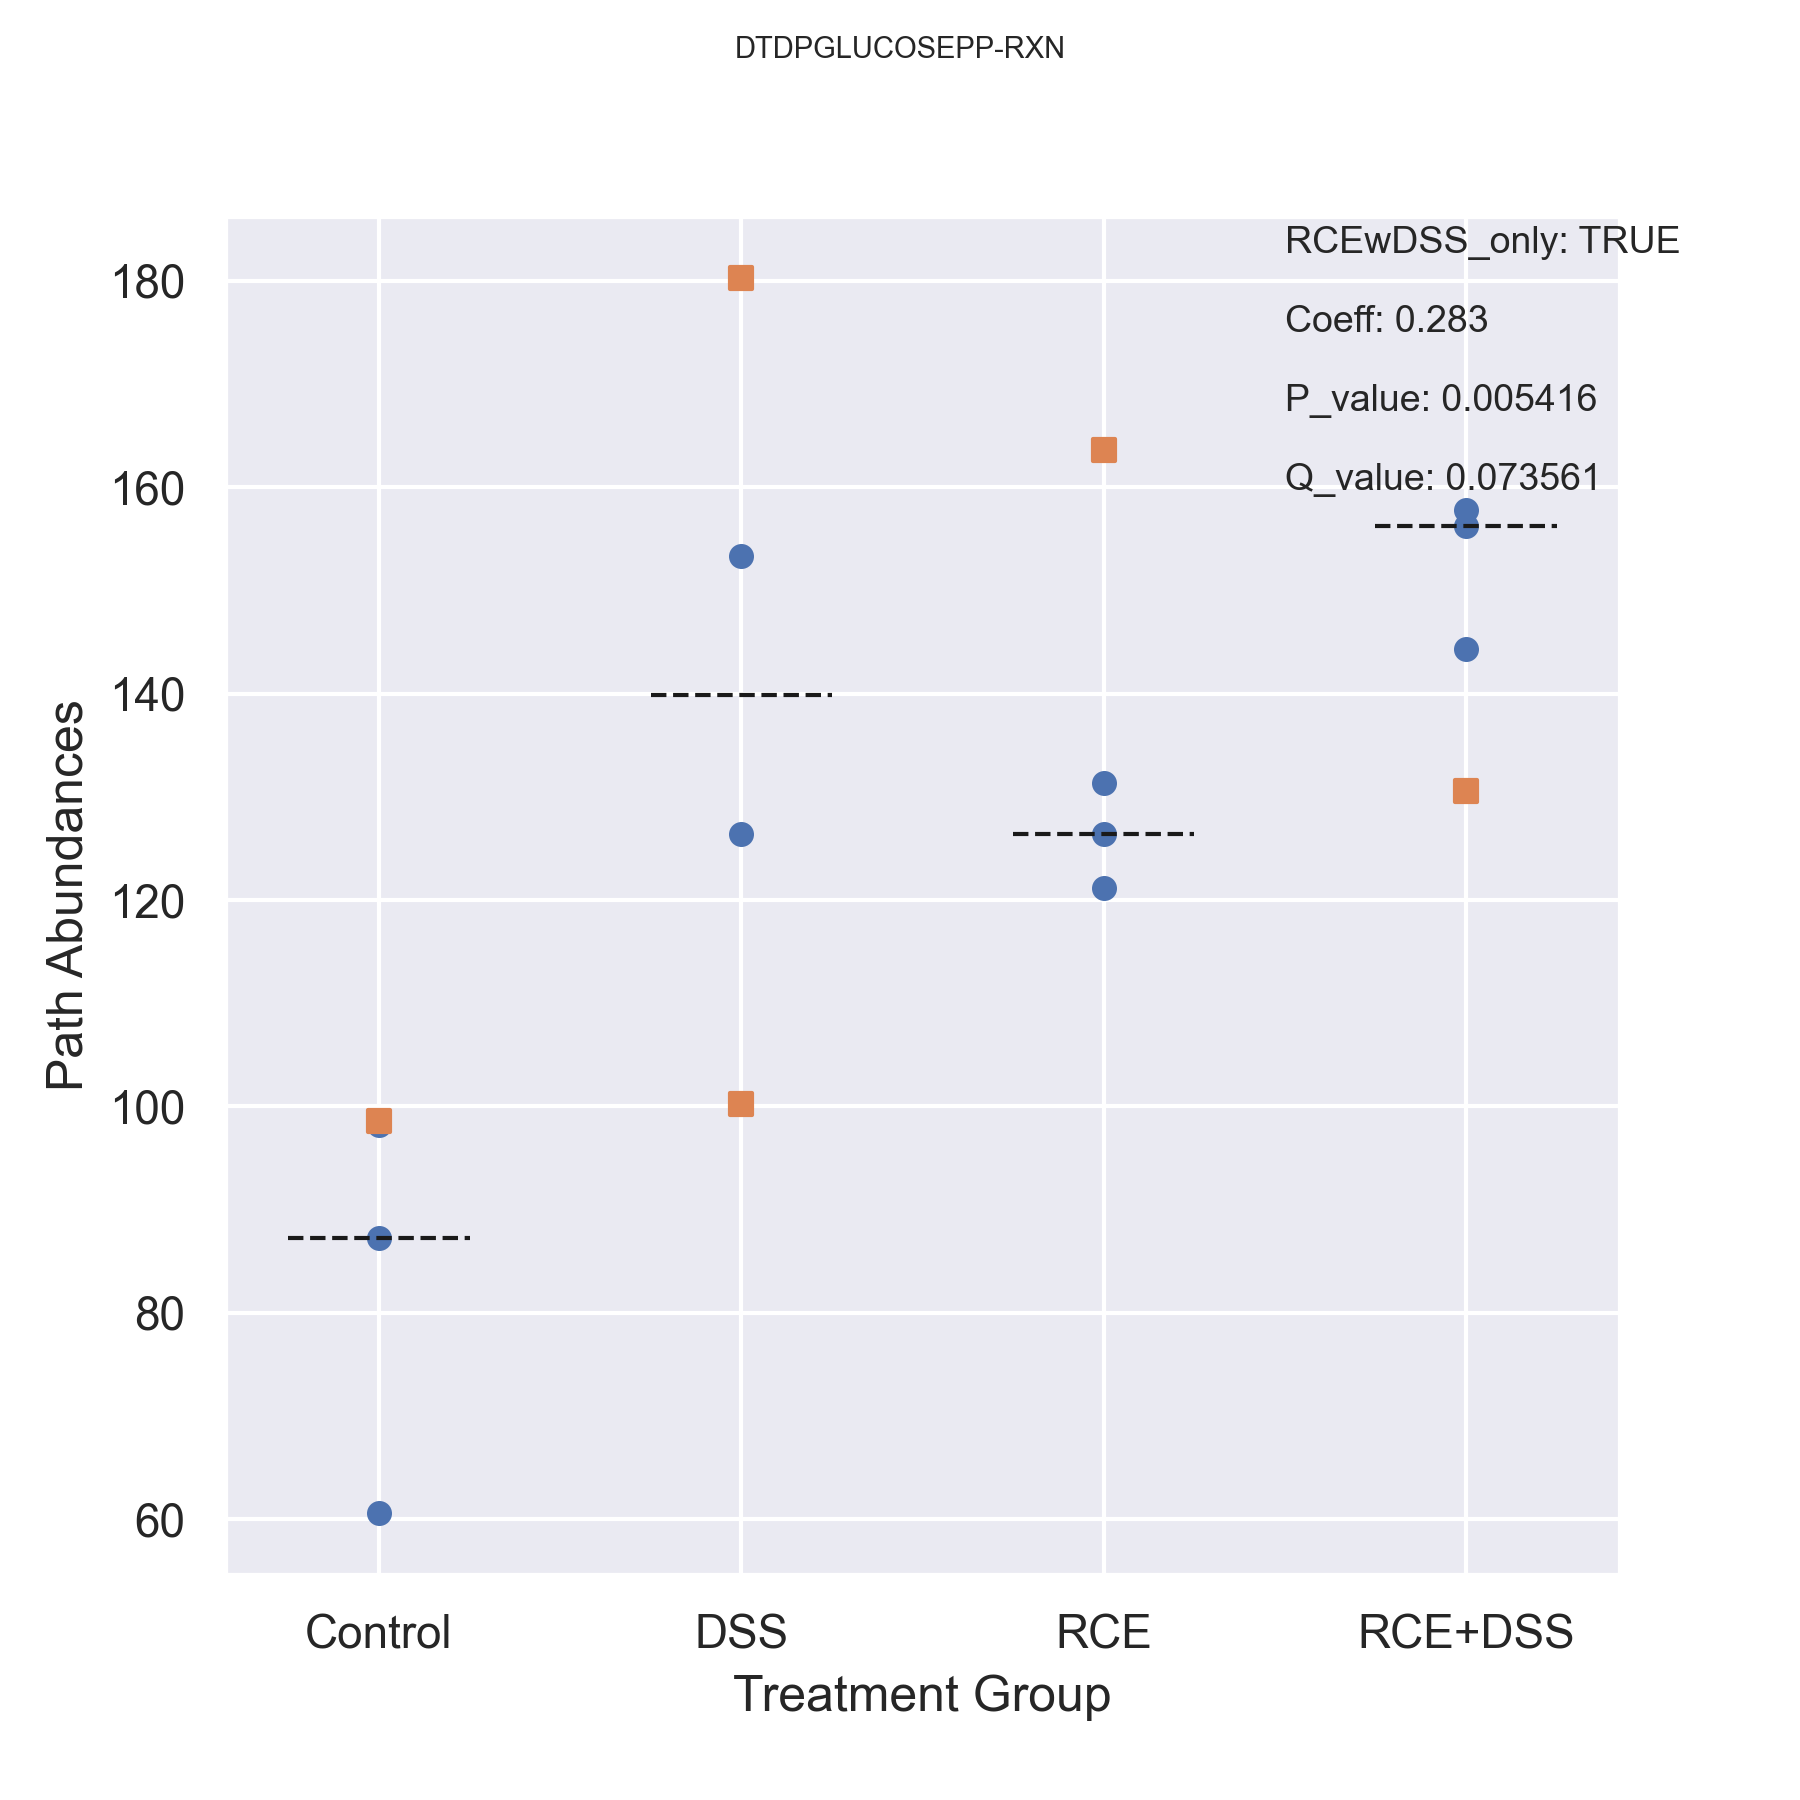 DTDPGLUCOSEPP-RXN
RCEwDSS_only: TRUE
Coeff: 0.283
P_value: 0.005416
Q_value: 0.073561
180
160
140
120
100
80
60
Path Abundances
Control DSS RCE RCE+DSS
Treatment Group